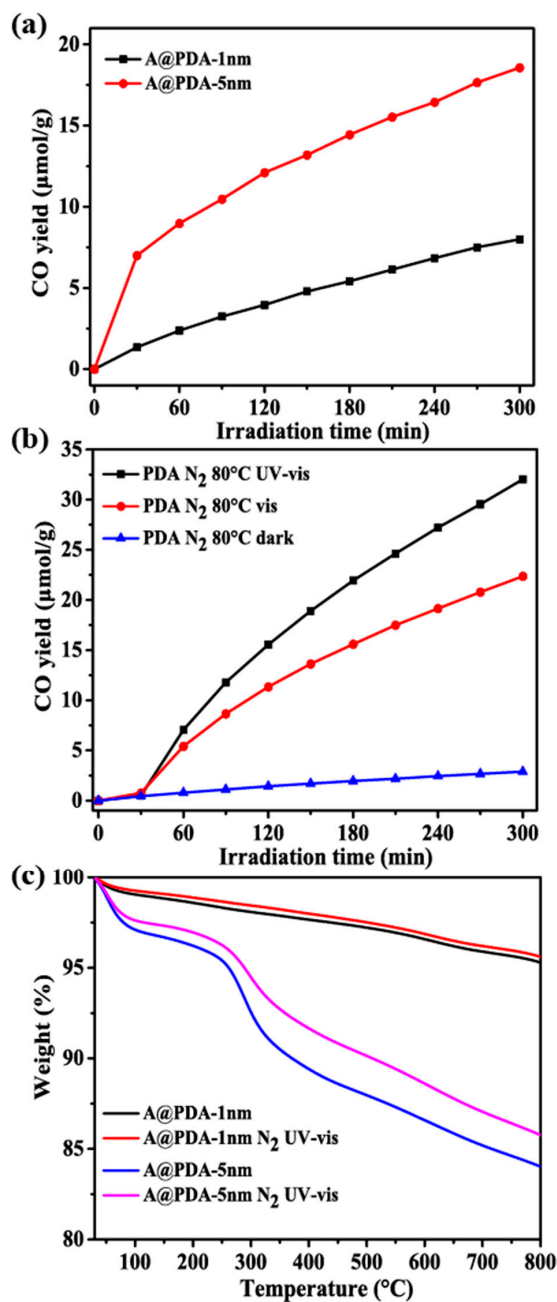 (a)
A@PDA-1nm
A@PDA-5nm
CO yield (μmol/g)
20
15
10
5
0
0 60 120 180 240 300
Irradiation time (min)
(b)
PDA N2 80°C UV-vis
PDA N2 80°C vis
PDA N2 80°C dark
CO yield (μmol/g)
35
30
25
20
15
10
5
0
0 60 120 180 240 300
Irradiation time (min)
(c)
100
95
90
85
80
Weight (%)
A@PDA-1nm
A@PDA-1nm N2 UV-vis
A@PDA-5nm
A@PDA-5nm N2 UV-vis
100 200 300 400 500 600 700 800
Temperature (°C)